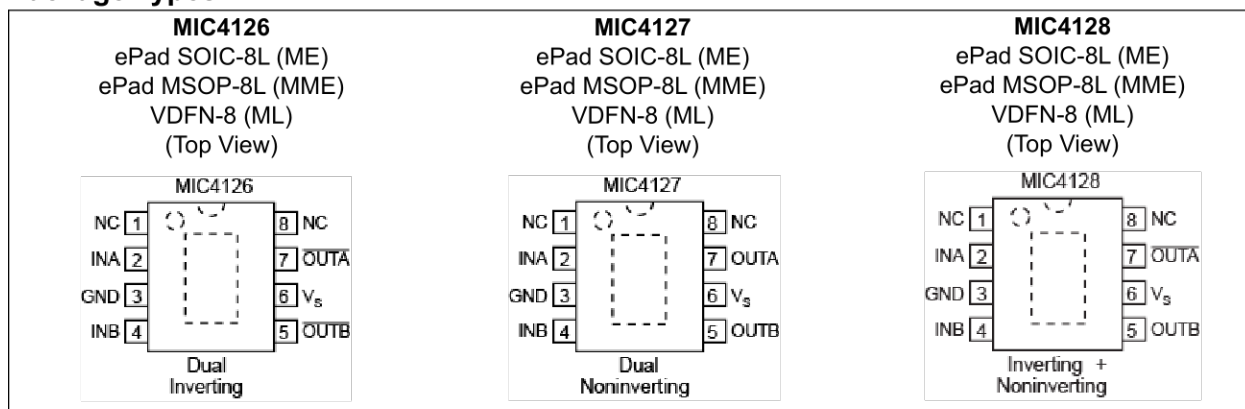 MIC4126
ePad SOIC-8L (ME)
ePad MSOP-8L (MME)
VDFN-8 (ML)
(Top View)
MIC4126
NC 1 8 NC
INA 2 7 OUTA
GND 3 6 Vs
INB 4 5 OUTB
Dual
Inverting
MIC4127
ePad SOIC-8L (ME)
ePad MSOP-8L (MME)
VDFN-8 (ML)
(Top View)
MIC4127
NC 1 8 NC
INA 2 7 OUTA
GND 3 6 Vs
INB 4 5 OUTB
Dual
Noninverting
MIC4128
ePad SOIC-8L (ME)
ePad MSOP-8L (MME)
VDFN-8 (ML)
(Top View)
MIC4128
NC 1 8 NC
INA 2 7 OUTA
GND 3 6 Vs
INB 4 5 OUTB
Inverting +
Noninverting